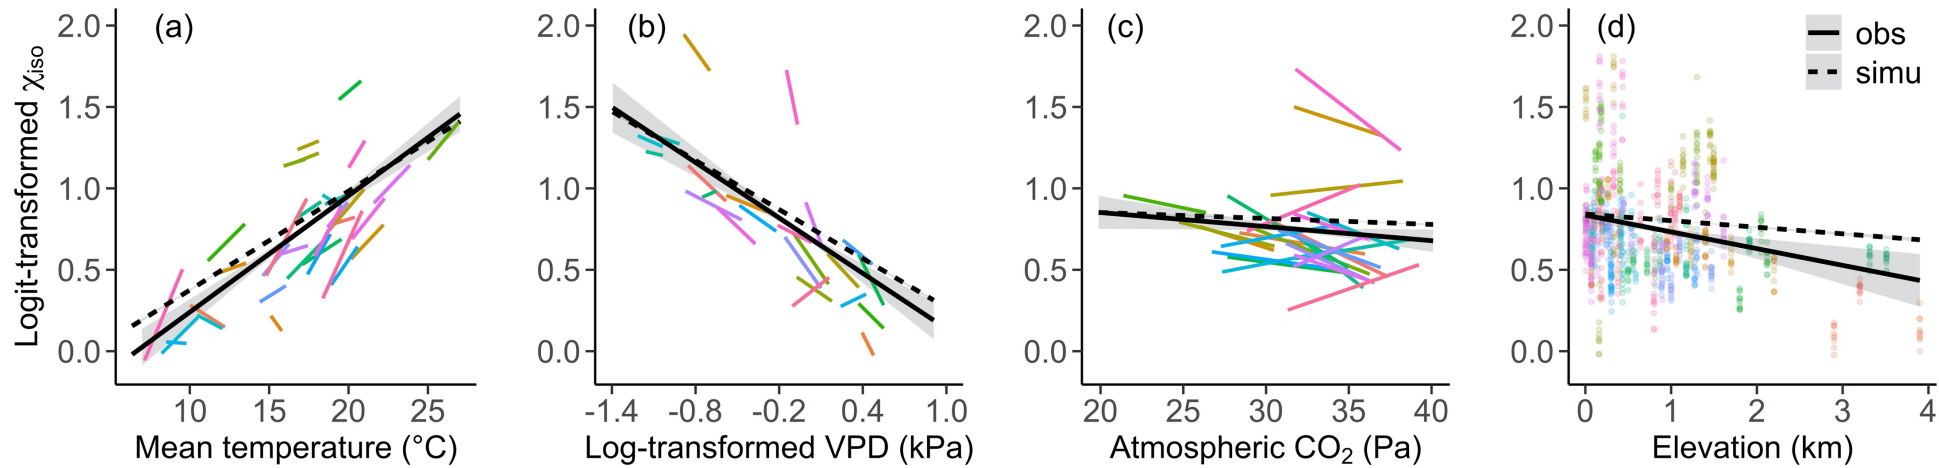 Logit-transformed χiso
(a)
2.0
1.5
1.0
0.5
0.0
10 15 20 25
Mean temperature (°C)
(b)
2.0
1.5
1.0
0.5
0.0
-1.4 -0.8 -0.2 0.4 1.0
Log-transformed VPD (kPa)
(c)
2.0
1.5
1.0
0.5
0.0
20 25 30 35 40
Atmospheric CO₂ (Pa)
(d)
obs
simu
2.0
1.5
1.0
0.5
0.0
0 1 2 3 4
Elevation (km)